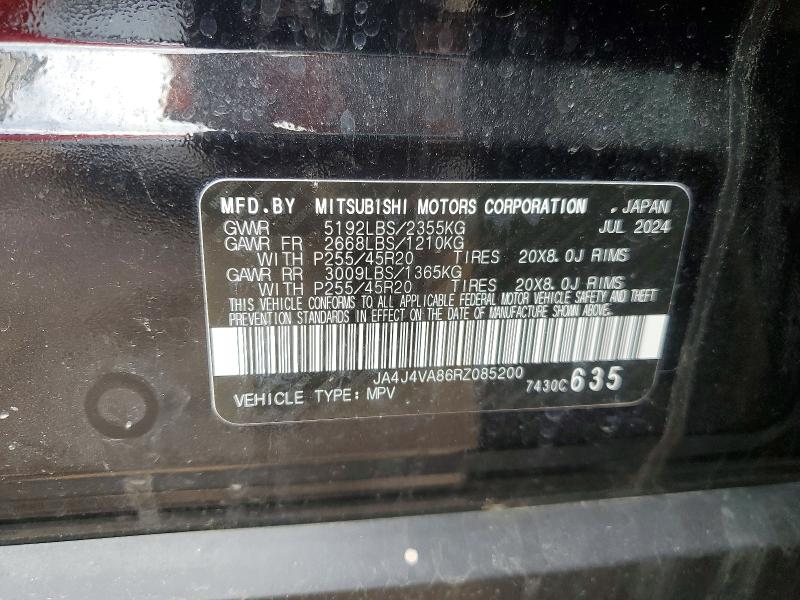 MFD.BY MITSUBISHI MOTORS CORPORATION , JAPAN
GVWR 5192LBS/2355KG JUL 2024
GAWR FR 2668LBS/1210KG
WITH P255/45R20 TIRES 20X8.0J RIMS
GAWR RR 3009LBS/1365KG
WITH P255/45R20 TIRES 20X8.0J RIMS
THIS VEHICLE CONFORMS TO ALL APPLICABLE FEDERAL MOTOR VEHICLE SAFETY AND THEFT
PREVENTION STANDARDS IN EFFECT ON THE DATE OF MANUFACTURE SHOWN ABOVE.
JA4J4VA86RZ085200
VEHICLE TYPE: MPV 7430C 635